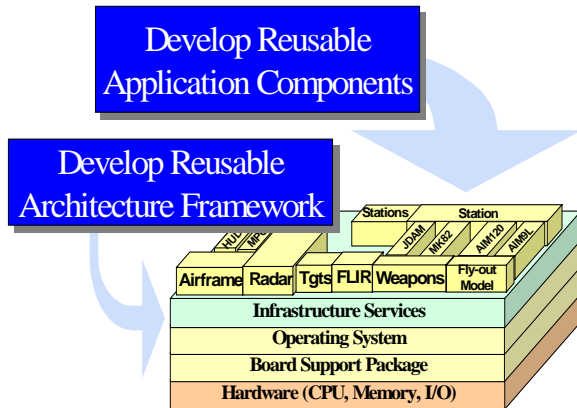 Develop Reusable
Application Components
Develop Reusable
Architecture Framework
Stations
Station
HUD
JDAM
MK82
AIM120
AIM9L
Airframe
Radar
Tgts
FLIR
Weapons
Fly-out
Model
Infrastructure Services
Operating System
Board Support Package
Hardware (CPU, Memory, I/O)